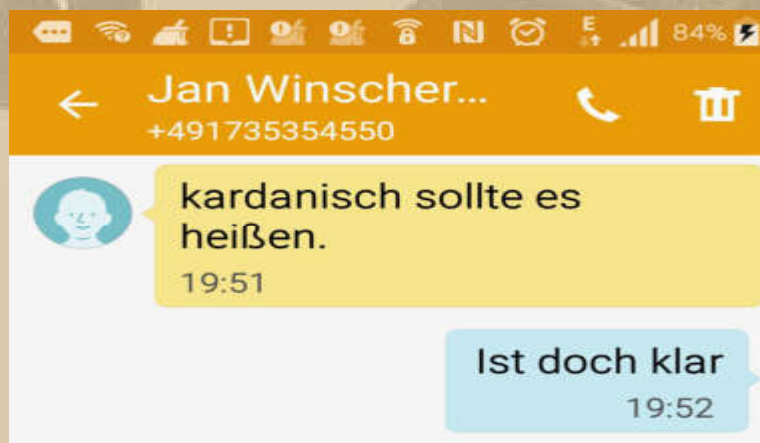 E
84%
Jan Winscher...
+491735354550
kardanisch sollte es
heißen.
19:51
Ist doch klar
19:52